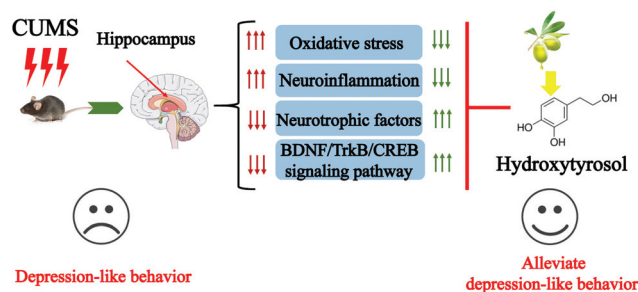 CUMS
Hippocampus
Oxidative stress
Neuroinflammation
Neurotrophic factors
BDNF/TrkB/CREB
signaling pathway
OH
HO
OH
Hydroxytyrosol
Depression-like behavior
Alleviate
depression-like behavior